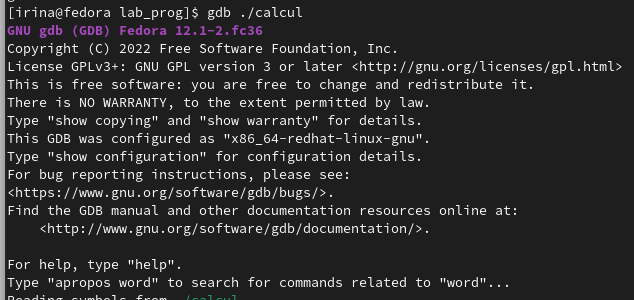 [irina@fedora lab_prog]$ gdb ./calcul
GNU gdb (GDB) Fedora 12.1-2.fc36
Copyright (C) 2022 Free Software Foundation, Inc.
License GPLv3+: GNU GPL version 3 or later <http://gnu.org/licenses/gpl.html>
This is free software: you are free to change and redistribute it.
There is NO WARRANTY, to the extent permitted by law.
Type "show copying" and "show warranty" for details.
This GDB was configured as "x86_64-redhat-linux-gnu".
Type "show configuration" for configuration details.
For bug reporting instructions, please see:
<https://www.gnu.org/software/gdb/bugs/>.
Find the GDB manual and other documentation resources online at:
    <http://www.gnu.org/software/gdb/documentation/>.

For help, type "help".
Type "apropos word" to search for commands related to "word"...
Reading symbols from ./calcul